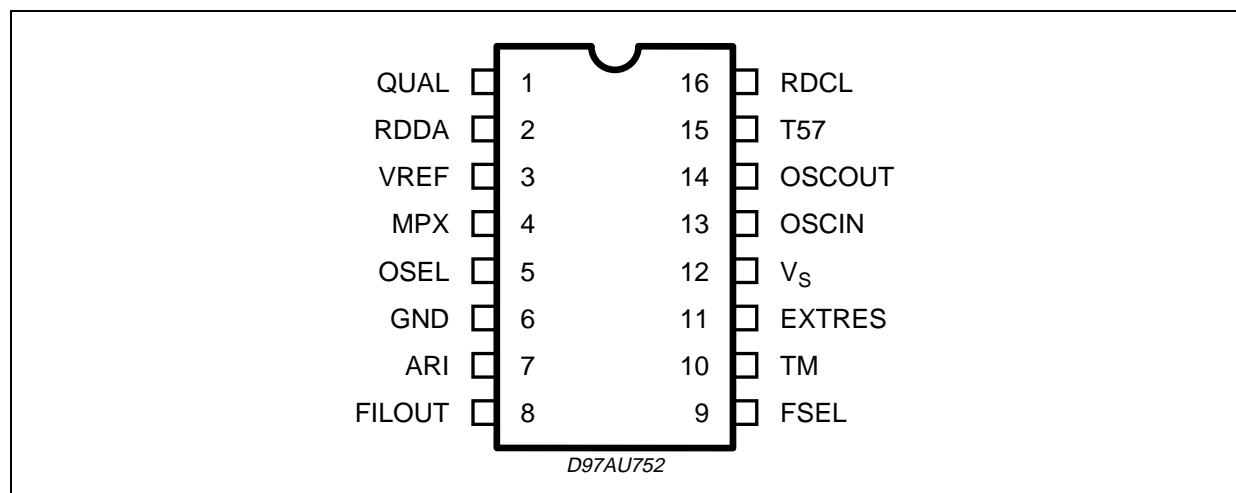 QUAL 1 16 RDCL
RDDA 2 15 T57
VREF 3 14 OSCOUT
MPX 4 13 OSCIN
OSEL 5 12 VS
GND 6 11 EXTRES
ARI 7 10 TM
FILOUT 8 9 FSEL
D97AU752